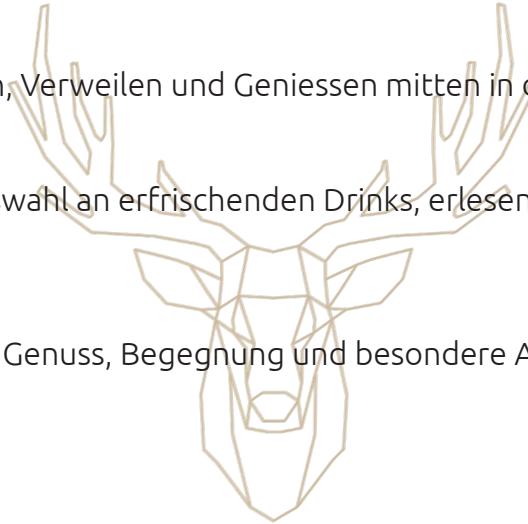 , Verweilen und Geniessen mitten in
wahl an erfrischenden Drinks, erlesen
Genuss, Begegnung und besondere A